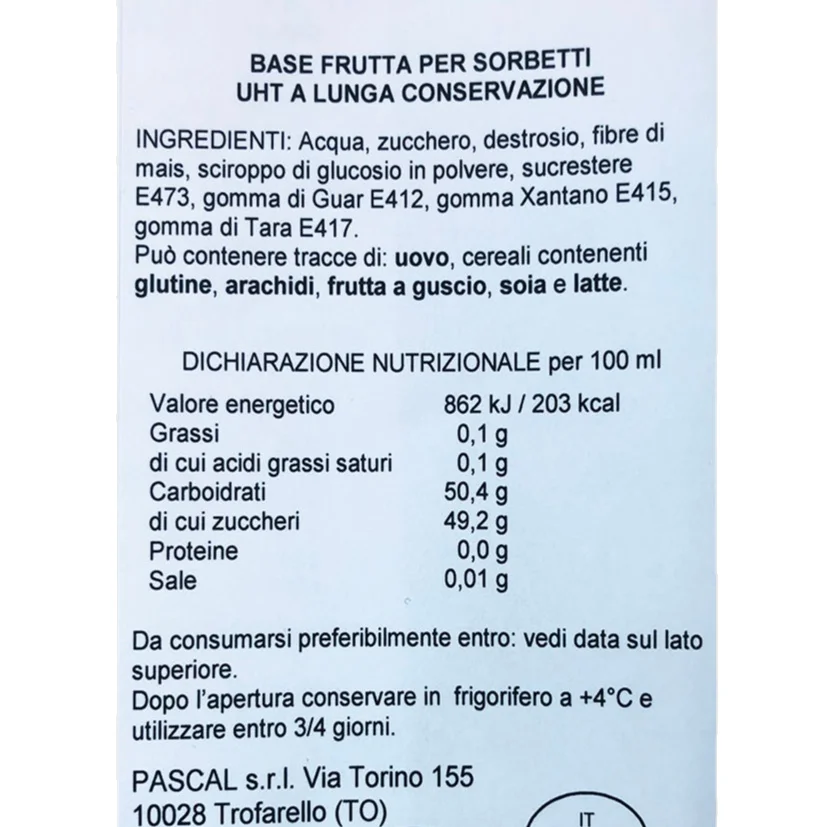 BASE FRUTTA PER SORBETTI
UHT A LUNGA CONSERVAZIONE
INGREDIENTI: Acqua, zucchero, destrosio, fibre di
mais, sciroppo di glucosio in polvere, sucrestere
E473, gomma di Guar E412, gomma Xantano E415,
gomma di Tara E417.
Può contenere tracce di: uovo, cereali contenenti
glutine, arachidi, frutta a guscio, soia e latte.
DICHIARAZIONE NUTRIZIONALE per 100 ml
Valore energetico 862 kJ / 203 kcal
Grassi 0,1 g
di cui acidi grassi saturi 0,1 g
Carboidrati 50,4 g
di cui zuccheri 49,2 g
Proteine 0,0 g
Sale 0,01 g
Da consumarsi preferibilmente entro: vedi data sul lato
superiore.
Dopo l'apertura conservare in frigorifero a +4°C e
utilizzare entro 3/4 giorni.
PASCAL s.r.l. Via Torino 155
10028 Trofarello (TO)
IT